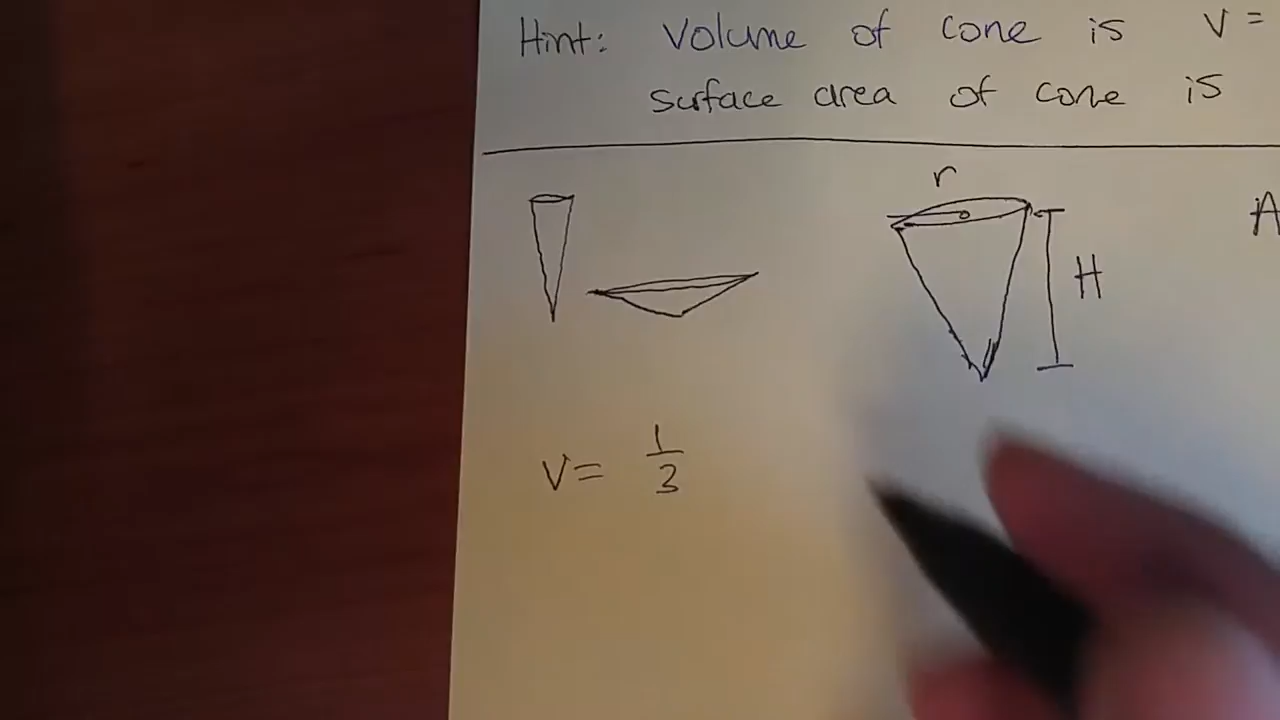 Hint: Volume of cone is V =
surface area of cone is
r
A
H
V= 1/3